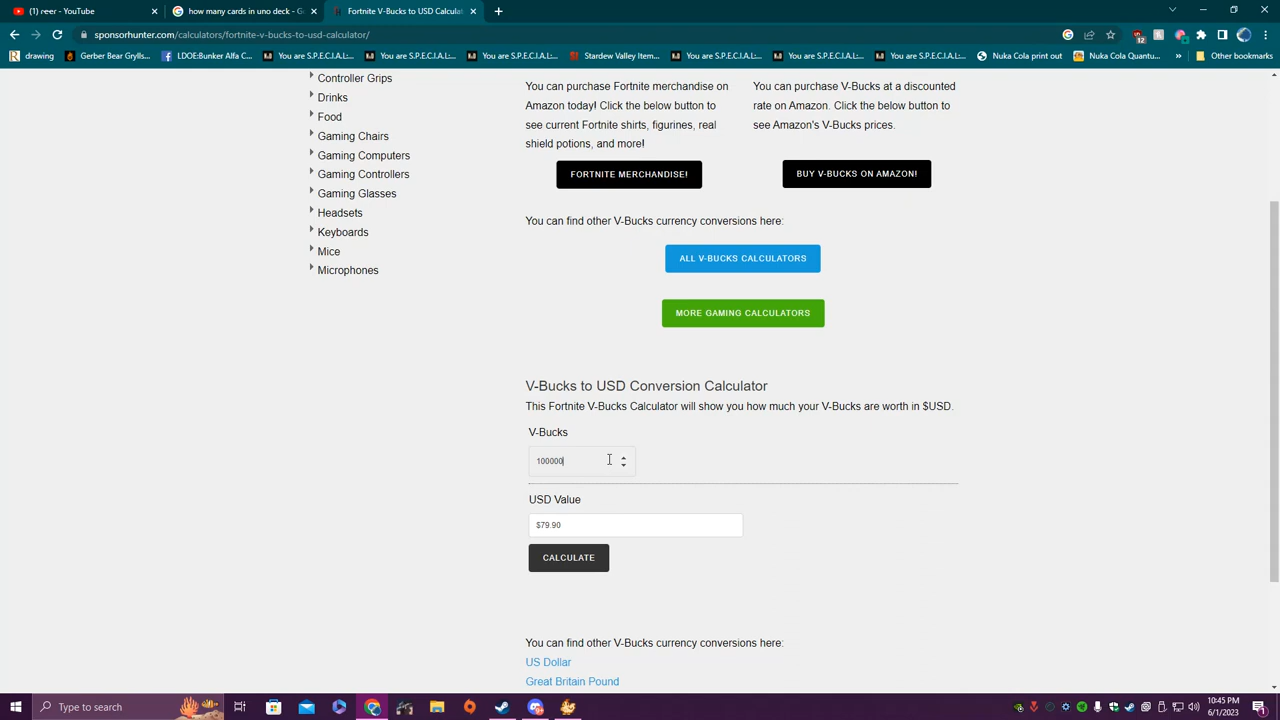 (1) reer - YouTube
how many cards in uno deck - G
Fortnite V-Bucks to USD Calculat
sponsorhunter.com/calculators/fortnite-v-bucks-to-usd-calculator/
12
drawing
Gerber Bear Grylls...
LDOE:Bunker Alfa C...
You are S.P.E.C.I.A.L:...
You are S.P.E.C.I.A.L:...
You are S.P.E.C.I.A.L:...
Stardew Valley Item...
You are S.P.E.C.I.A.L:...
You are S.P.E.C.I.A.L:...
You are S.P.E.C.I.A.L:...
Nuka Cola print out
Nuka Cola Quantu...
»
Other bookmarks
Controller Grips
Drinks
Food
Gaming Chairs
Gaming Computers
Gaming Controllers
Gaming Glasses
Headsets
Keyboards
Mice
Microphones
You can purchase Fortnite merchandise on
Amazon today! Click the below button to
see current Fortnite shirts, figurines, real
shield potions, and more!
FORTNITE MERCHANDISE!
You can purchase V-Bucks at a discounted
rate on Amazon. Click the below button to
see Amazon's V-Bucks prices.
BUY V-BUCKS ON AMAZON!
You can find other V-Bucks currency conversions here:
ALL V-BUCKS CALCULATORS
MORE GAMING CALCULATORS
V-Bucks to USD Conversion Calculator
This Fortnite V-Bucks Calculator will show you how much your V-Bucks are worth in $USD.
V-Bucks
100000
USD Value
$79.90
CALCULATE
You can find other V-Bucks currency conversions here:
US Dollar
Great Britain Pound
Type here to search
10:45 PM
6/1/2023